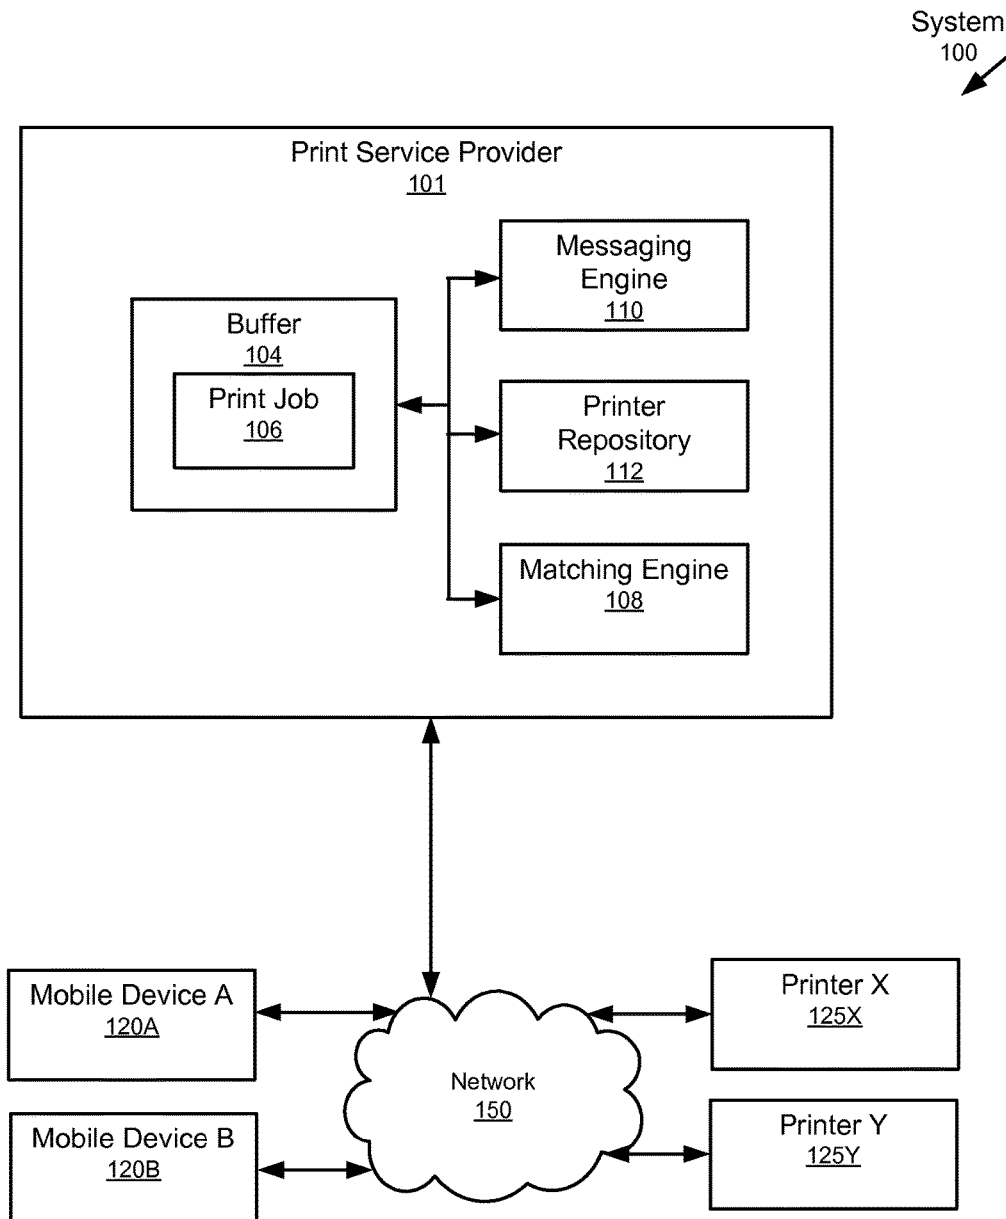 System
100
Print Service Provider
101
Messaging
Engine
110
Buffer
104
Print Job
106
Printer
Repository
112
Matching Engine
108
Mobile Device A
120A
Printer X
125X
Network
150
Mobile Device B
120B
Printer Y
125Y